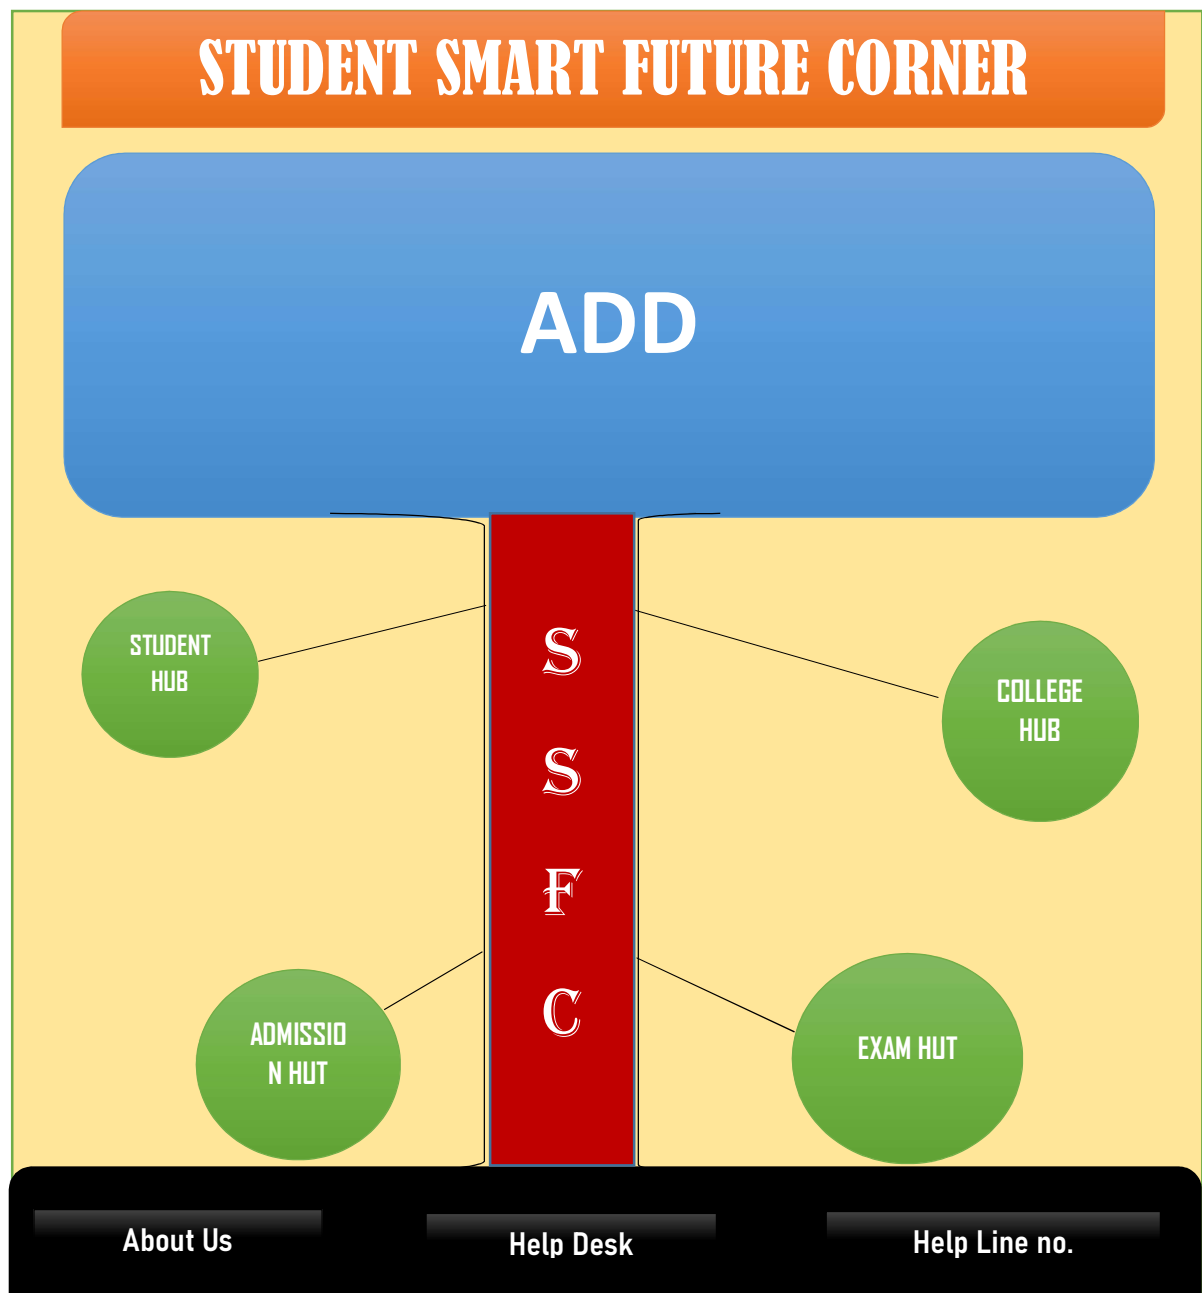 STUDENT SMART FUTURE CORNER
ADD
STUDENT
HUB
COLLEGE
HUB
S
S
F
C
ADMISSIO
N HUT
EXAM HUT
About Us
Help Desk
Help Line no.